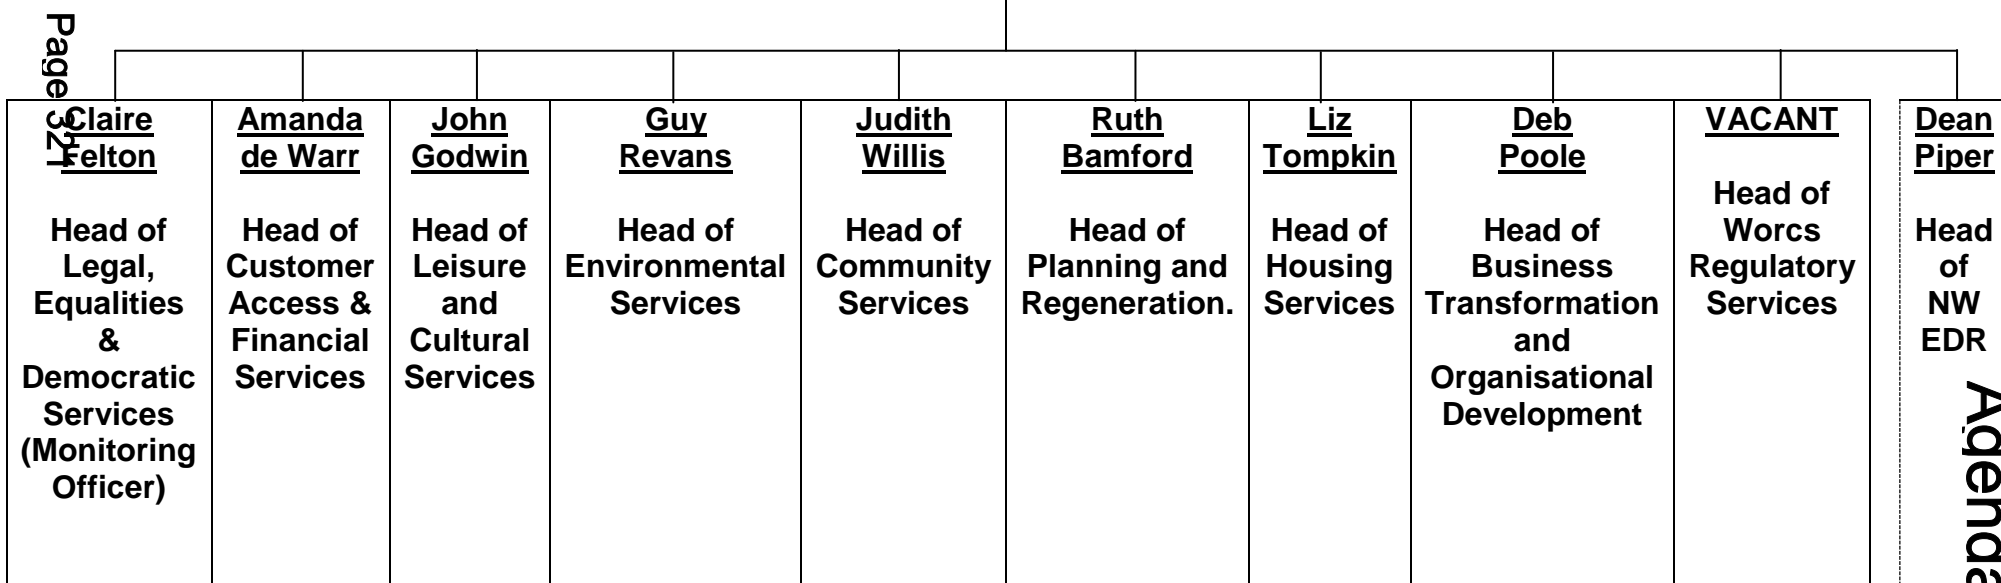 Page 321
Claire
Felton
Head of
Legal,
Equalities
&
Democratic
Services
(Monitoring
Officer)
Amanda
de Warr
Head of
Customer
Access &
Financial
Services
John
Godwin
Head of
Leisure
and
Cultural
Services
Guy
Revans
Head of
Environmental
Services
Judith
Willis
Head of
Community
Services
Ruth
Bamford
Head of
Planning and
Regeneration.
Liz
Tompkin
Head of
Housing
Services
Deb
Poole
Head of
Business
Transformation
and
Organisational
Development
VACANT
Head of
Worcs
Regulatory
Services
Dean
Piper
Head
of
NW
EDR
Agenda